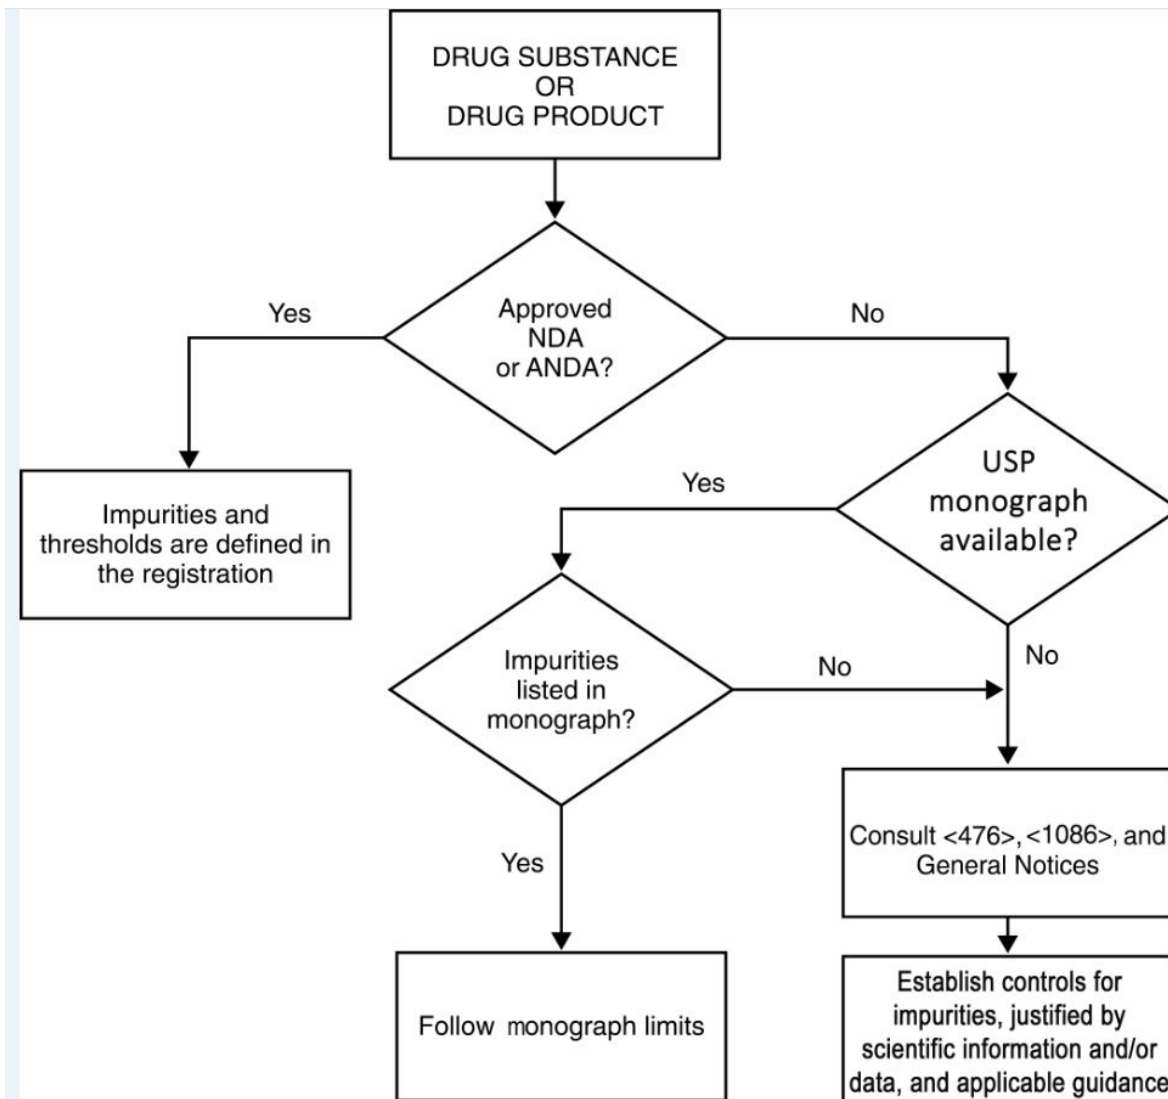 DRUG SUBSTANCE
OR
DRUG PRODUCT
Approved
NDA
or ANDA?
Yes
No
Impurities and
thresholds are defined in
the registration
USP
monograph
available?
Yes
No
Impurities
listed in
monograph?
No
Yes
Consult <476>, <1086>, and
General Notices
Follow monograph limits
Establish controls for
impurities, justified by
scientific information and/or
data, and applicable guidance